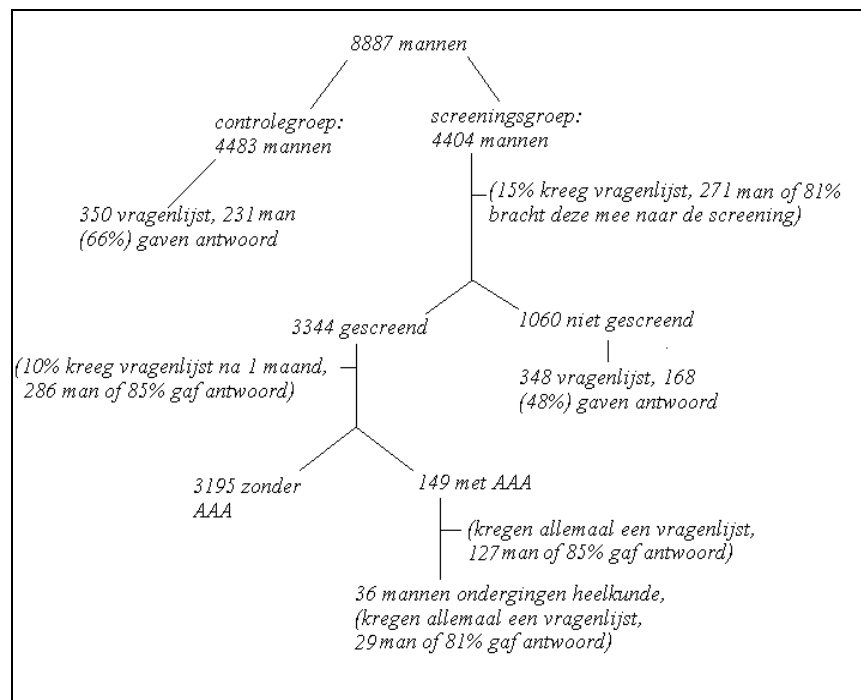 8887 mannen
controlegroep:
4483 mannen
screeningsgroep:
4404 mannen
350 vragenlijst, 231 man
(66%) gaven antwoord
(15% kreeg vragenlijst, 271 man of 81%
bracht deze mee naar de screening)
3344 gescreend
1060 niet gescreend
(10% kreeg vragenlijst na 1 maand,
286 man of 85% gaf antwoord)
348 vragenlijst, 168
(48%) gaven antwoord
3195 zonder
AAA
149 met AAA
(kregen allemaal een vragenlijst,
127 man of 85% gaf antwoord)
36 mannen ondergingen heelkunde,
(kregen allemaal een vragenlijst,
29 man of 81% gaf antwoord)